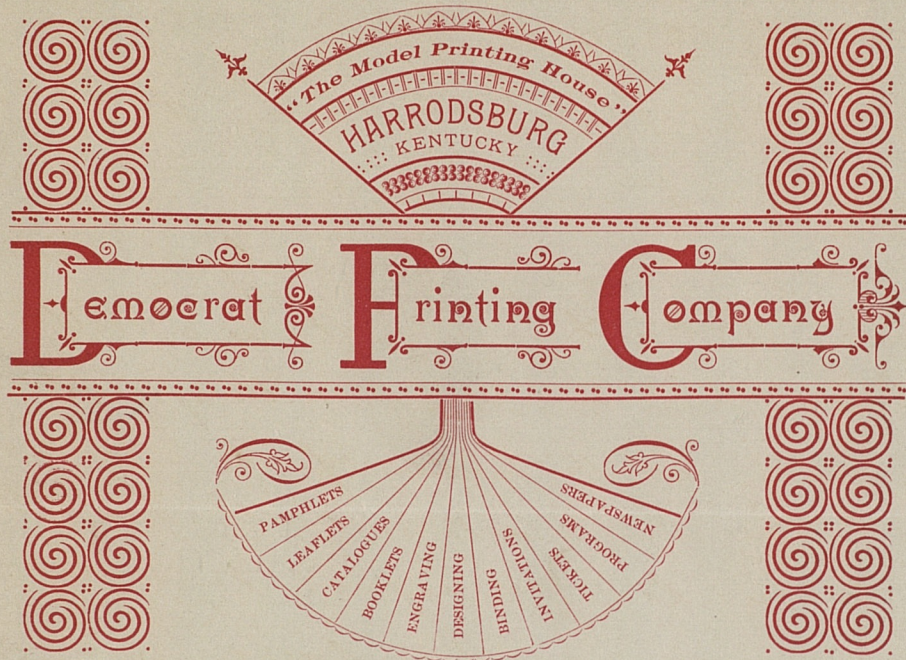 "The Model Printing House"
HARRODSBURG
KENTUCKY
Democrat Printing Company
PAMPHLETS
LEAFLETS
CATALOGUES
BOOKLETS
ENGRAVING
DESIGNING
BINDING
INVITATIONS
TICKETS
PROGRAMS
NEWSPAPERS